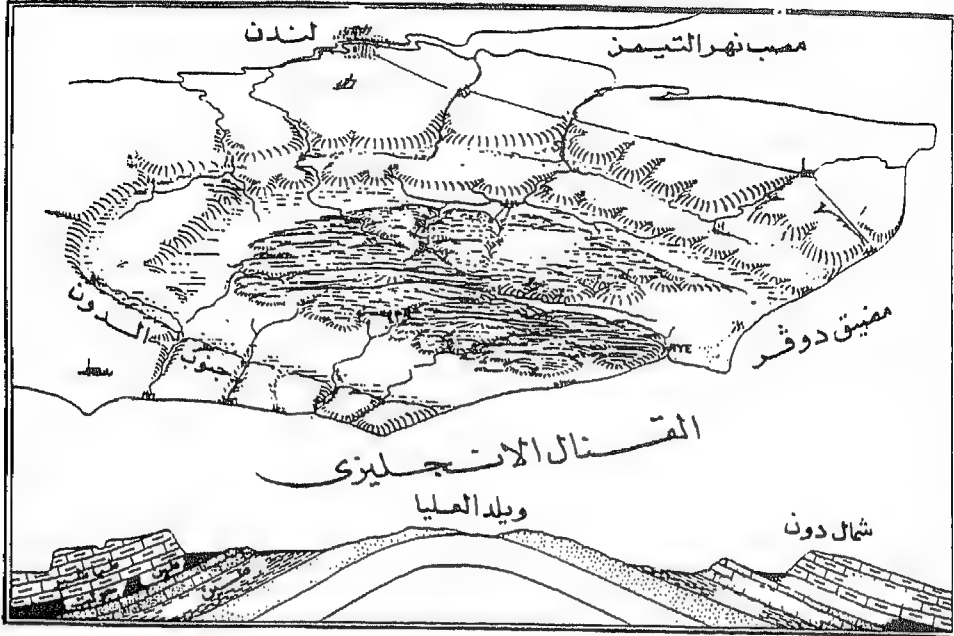 مصب نهر التيمز
لندن
مضيق دوفر
RYE
جنوب
الدون
القنال الانجليزى
ويلد العليا
شمال دون